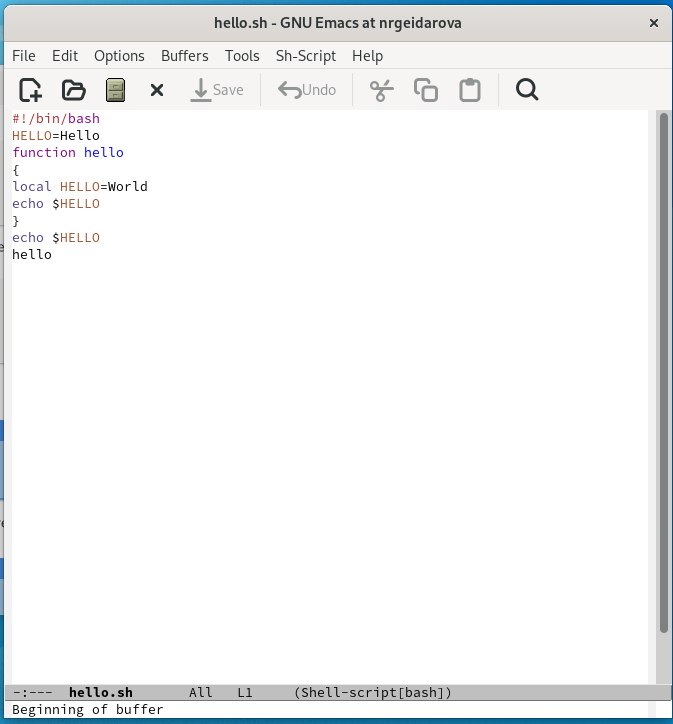 hello.sh - GNU Emacs at nrgeidarova
File Edit Options Buffers Tools Sh-Script Help
Save Undo
#!/bin/bash
HELLO=Hello
function hello
{
local HELLO=World
echo $HELLO
}
echo $HELLO
hello
-:--- hello.sh All L1 (Shell-script[bash])
Beginning of buffer